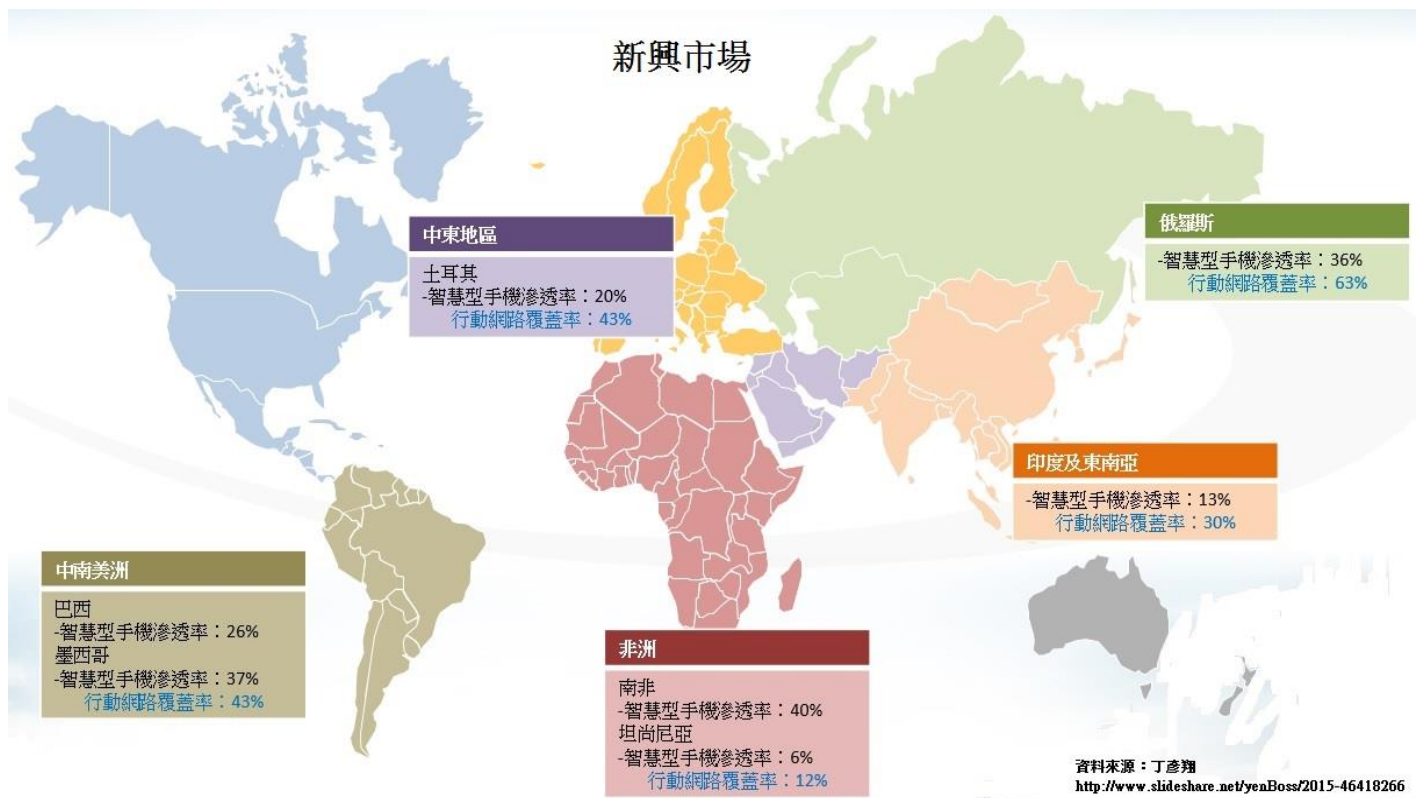 新興市場
中東地區
土耳其
-智慧型手機滲透率：20%
行動網路覆蓋率：43%
俄羅斯
-智慧型手機滲透率：36%
行動網路覆蓋率：63%
印度及東南亞
-智慧型手機滲透率：13%
行動網路覆蓋率：30%
中南美洲
巴西
-智慧型手機滲透率：26%
墨西哥
-智慧型手機滲透率：37%
行動網路覆蓋率：43%
非洲
南非
-智慧型手機滲透率：40%
坦尚尼亞
-智慧型手機滲透率：6%
行動網路覆蓋率：12%
資料來源：丁彥翔
http://www.slideshare.net/yenBoss/2015-46418266